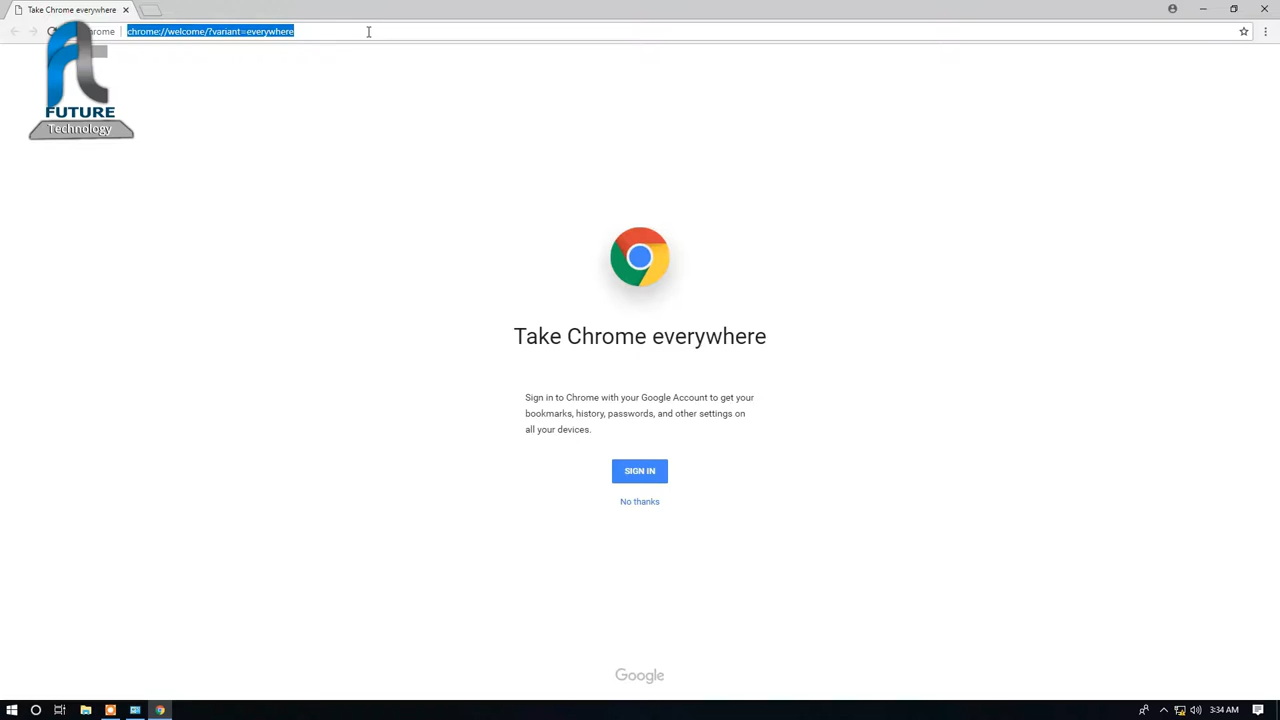 Take Chrome everywhere
chrome://welcome/?variant=everywhere
FUTURE
Technology
Take Chrome everywhere
Sign in to Chrome with your Google Account to get your
bookmarks, history, passwords, and other settings on
all your devices.
SIGN IN
No thanks
Google
3:34 AM